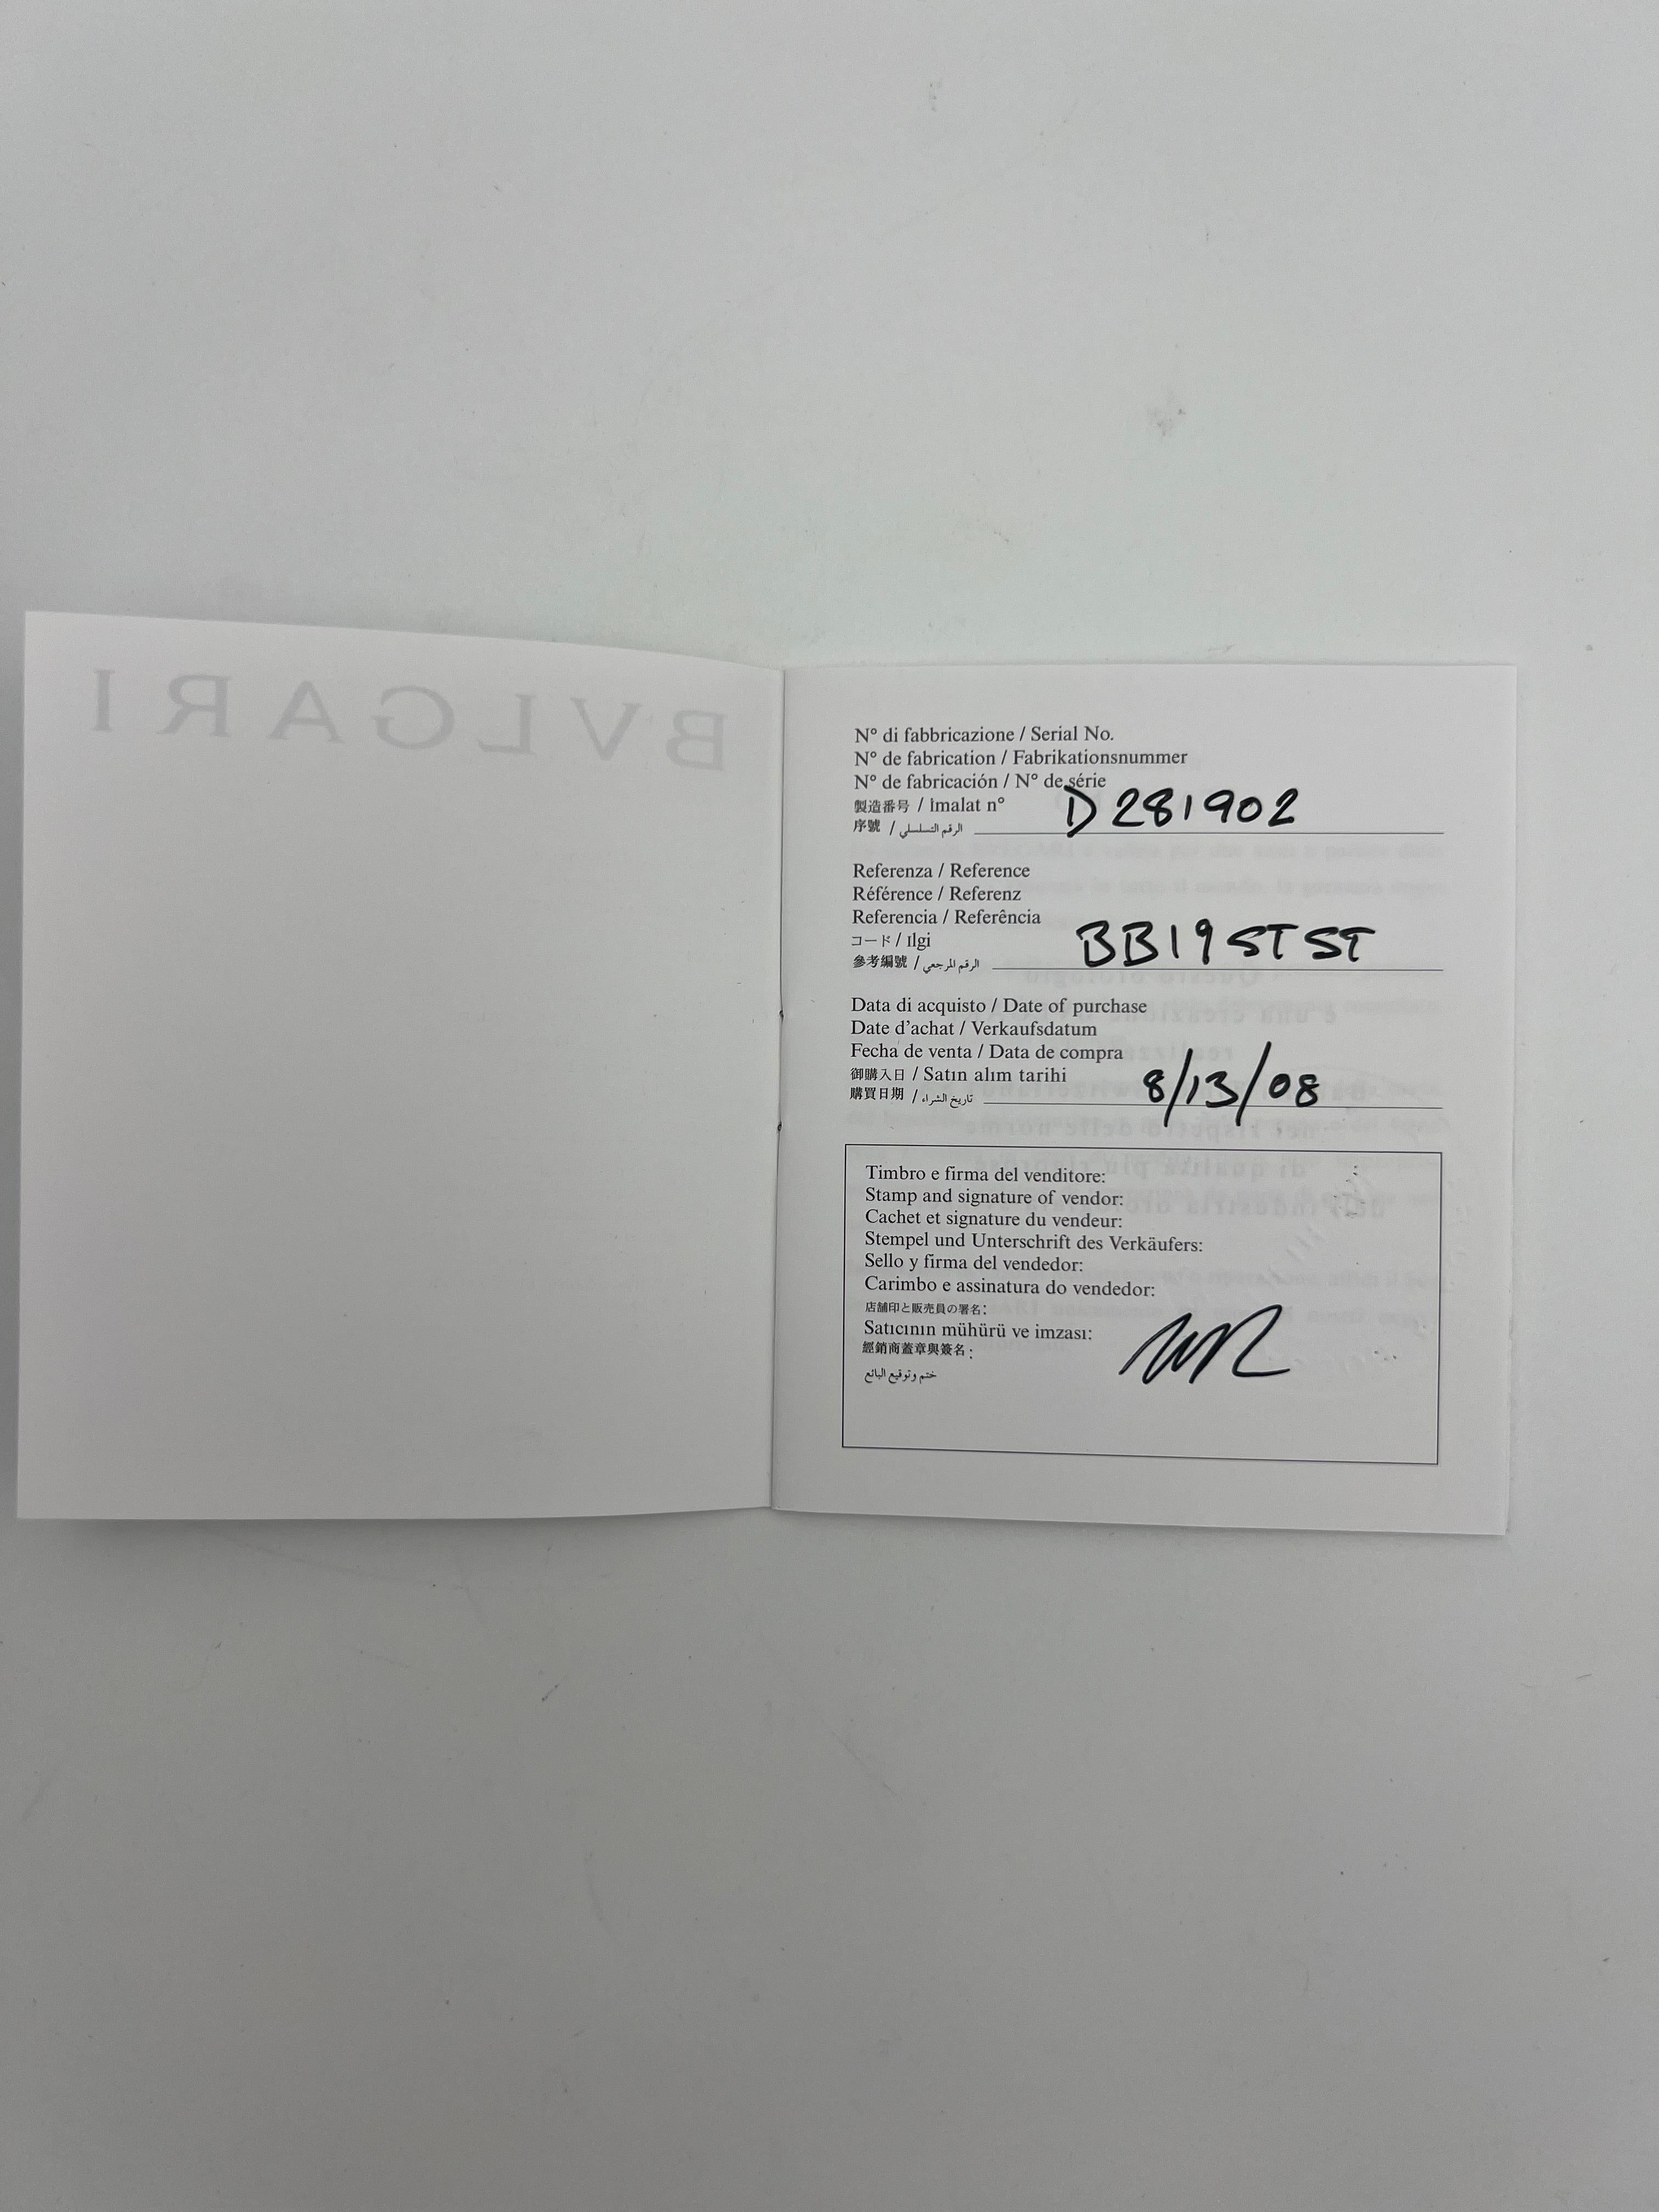 BVLGARI
N° di fabbricazione / Serial No.
N° de fabrication / Fabrikationsnummer
N° de fabricación / N° de série
製造番号 / İmalat n°
序號 / الرقم التسلسلي D281902
Referenza / Reference
Référence / Referenz
Referencia / Referência
コード / Ilgi
參考編號 / الرقم المرجعي BB19STST
Data di acquisto / Date of purchase
Date d'achat / Verkaufsdatum
Fecha de venta / Data de compra
御購入日 / Satın alım tarihi
購買日期 / تاريخ الشراء 8/13/08
Timbro e firma del venditore:
Stamp and signature of vendor:
Cachet et signature du vendeur:
Stempel und Unterschrift des Verkäufers:
Sello y firma del vendedor:
Carimbo e assinatura do vendedor:
店舗印と販売員の署名:
Satıcının mühürü ve imzası:
經銷商蓋章與簽名:
ختم وتوقيع البائع